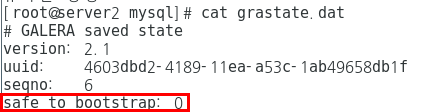 [root@server2 mysql]# cat grastate.dat
# GALERA saved state
version: 2.1
uuid: 4603dbd2-4189-11ea-a53c-1ab49658db1f
seqno: 6
safe_to_bootstrap: 0